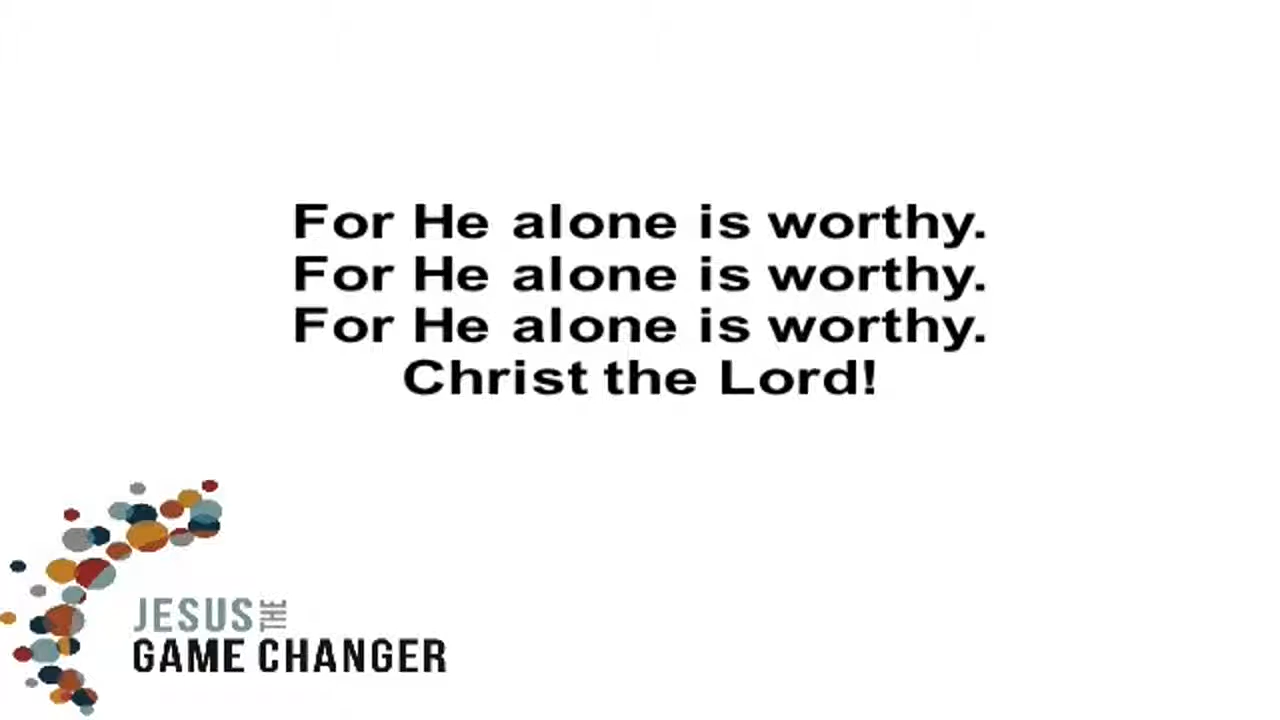 For He alone is worthy.
For He alone is worthy.
For He alone is worthy.
Christ the Lord!
JESUS THE
GAME CHANGER